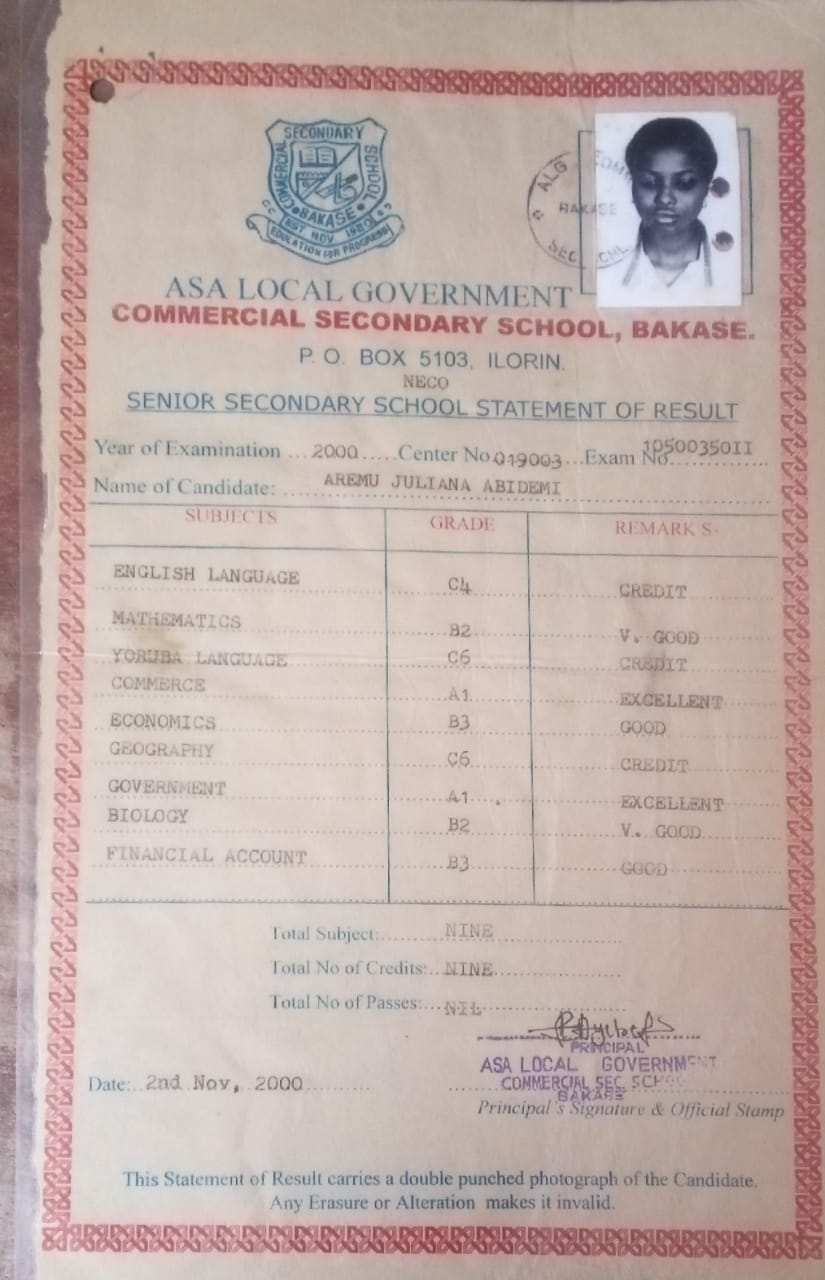 COMMERCIAL SECONDARY SCHOOL
BAKASE
EST. NOV 1980
EDUCATION FOR PROGRESS
ALG COMM
BAKASE
SEC SCHL
ASA LOCAL GOVERNMENT
COMMERCIAL SECONDARY SCHOOL, BAKASE.
P. O. BOX 5103, ILORIN.
NECO
SENIOR SECONDARY SCHOOL STATEMENT OF RESULT
Year of Examination ...2000.....Center No 019003...Exam No. 105003501I
Name of Candidate: ...... AREMU JULIANA ABIDEMI
SUBJECTS GRADE REMARKS
ENGLISH LANGUAGE C4 CREDIT
MATHEMATICS B2 V. GOOD
YORUBA LANGUAGE C6 CREDIT
COMMERCE A1 EXCELLENT
ECONOMICS B3 GOOD
GEOGRAPHY C6 CREDIT
GOVERNMENT A1 EXCELLENT
BIOLOGY B2 V. GOOD
FINANCIAL ACCOUNT B3 GOOD
Total Subject:........ NINE
Total No of Credits:.. NINE
Total No of Passes:... NIL
PRINCIPAL
ASA LOCAL GOVERNMENT
Date:..2nd Nov, 2000 COMMERCIAL SEC. SCHOOL
BAKASE
Principal's Signature & Official Stamp
This Statement of Result carries a double punched photograph of the Candidate.
Any Erasure or Alteration makes it invalid.